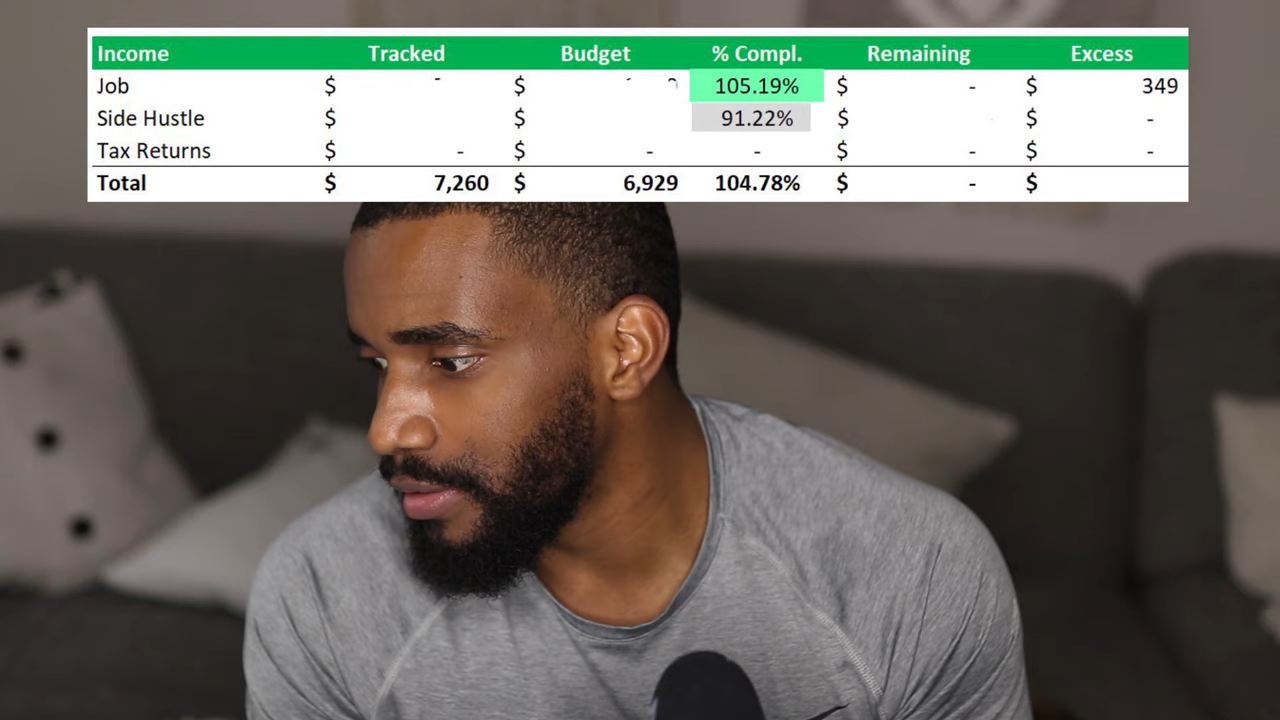 Income Tracked Budget % Compl. Remaining Excess
Job $ $ 105.19% $ - $ 349
Side Hustle $ $ 91.22% $ $ -
Tax Returns $ - $ - - $ - $ -
Total $ 7,260 $ 6,929 104.78% $ - $